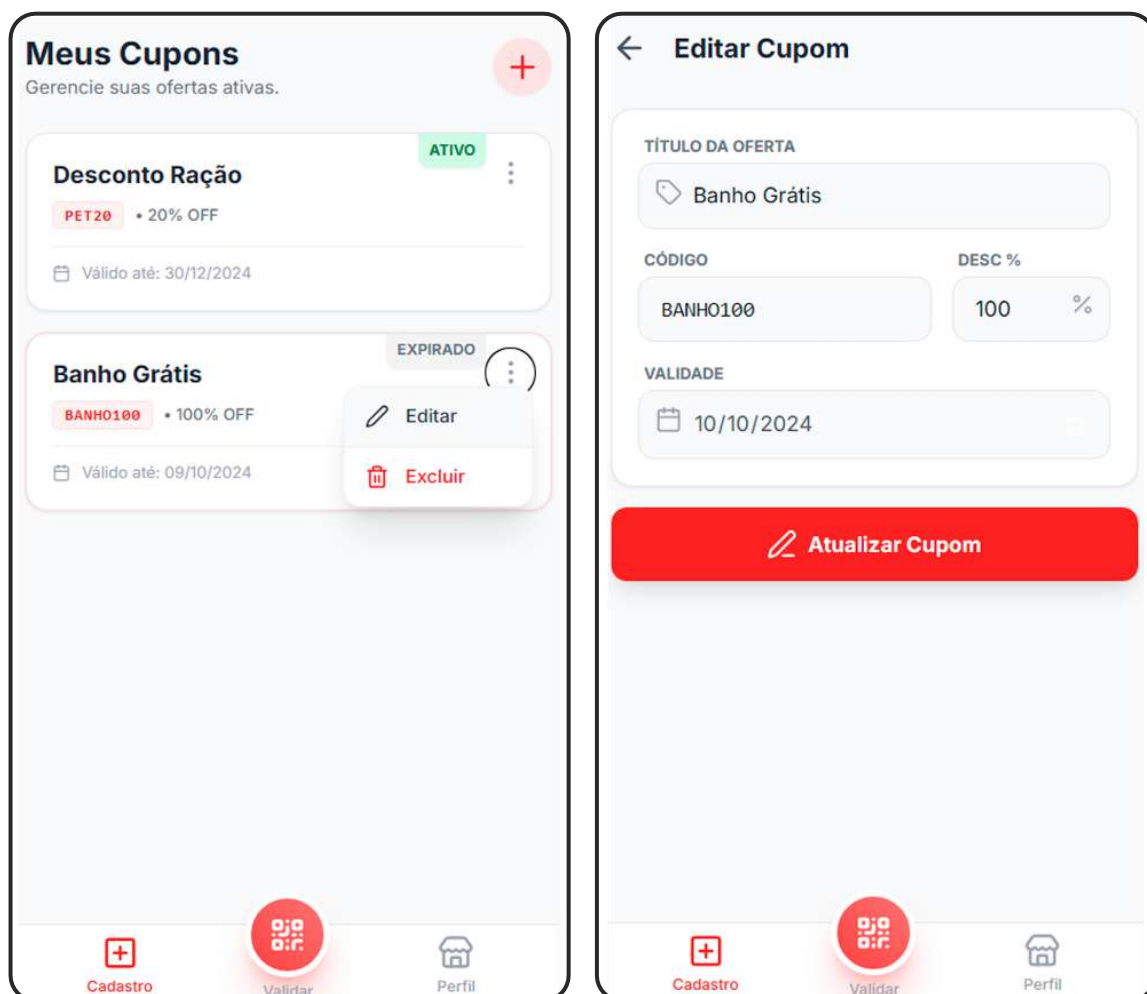 Meus Cupons
Gerencie suas ofertas ativas.
ATIVO
Desconto Ração
PET20 • 20% OFF
Válido até: 30/12/2024
EXPIRADO
Banho Grátis
BANHO100 • 100% OFF
Editar
Válido até: 09/10/2024
Excluir
Cadastro
Validar
Perfil
Editar Cupom
TÍTULO DA OFERTA
Banho Grátis
CÓDIGO DESC %
BANHO100 100 %
VALIDADE
10/10/2024
Atualizar Cupom
Cadastro
Validar
Perfil